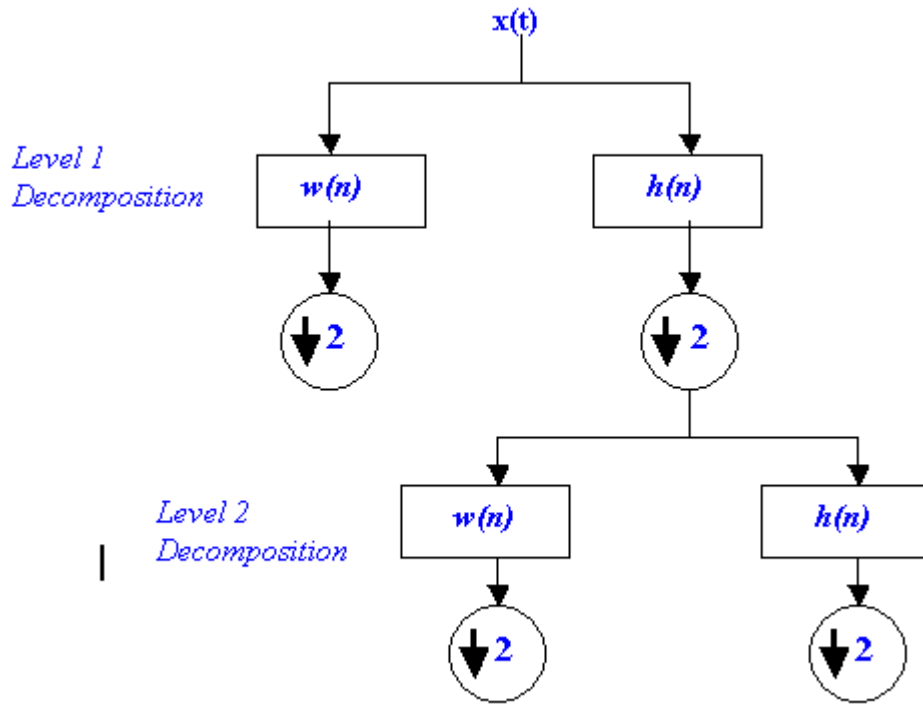 x(t)
Level 1
Decomposition
w(n)
h(n)
2
2
Level 2
Decomposition
w(n)
h(n)
2
2